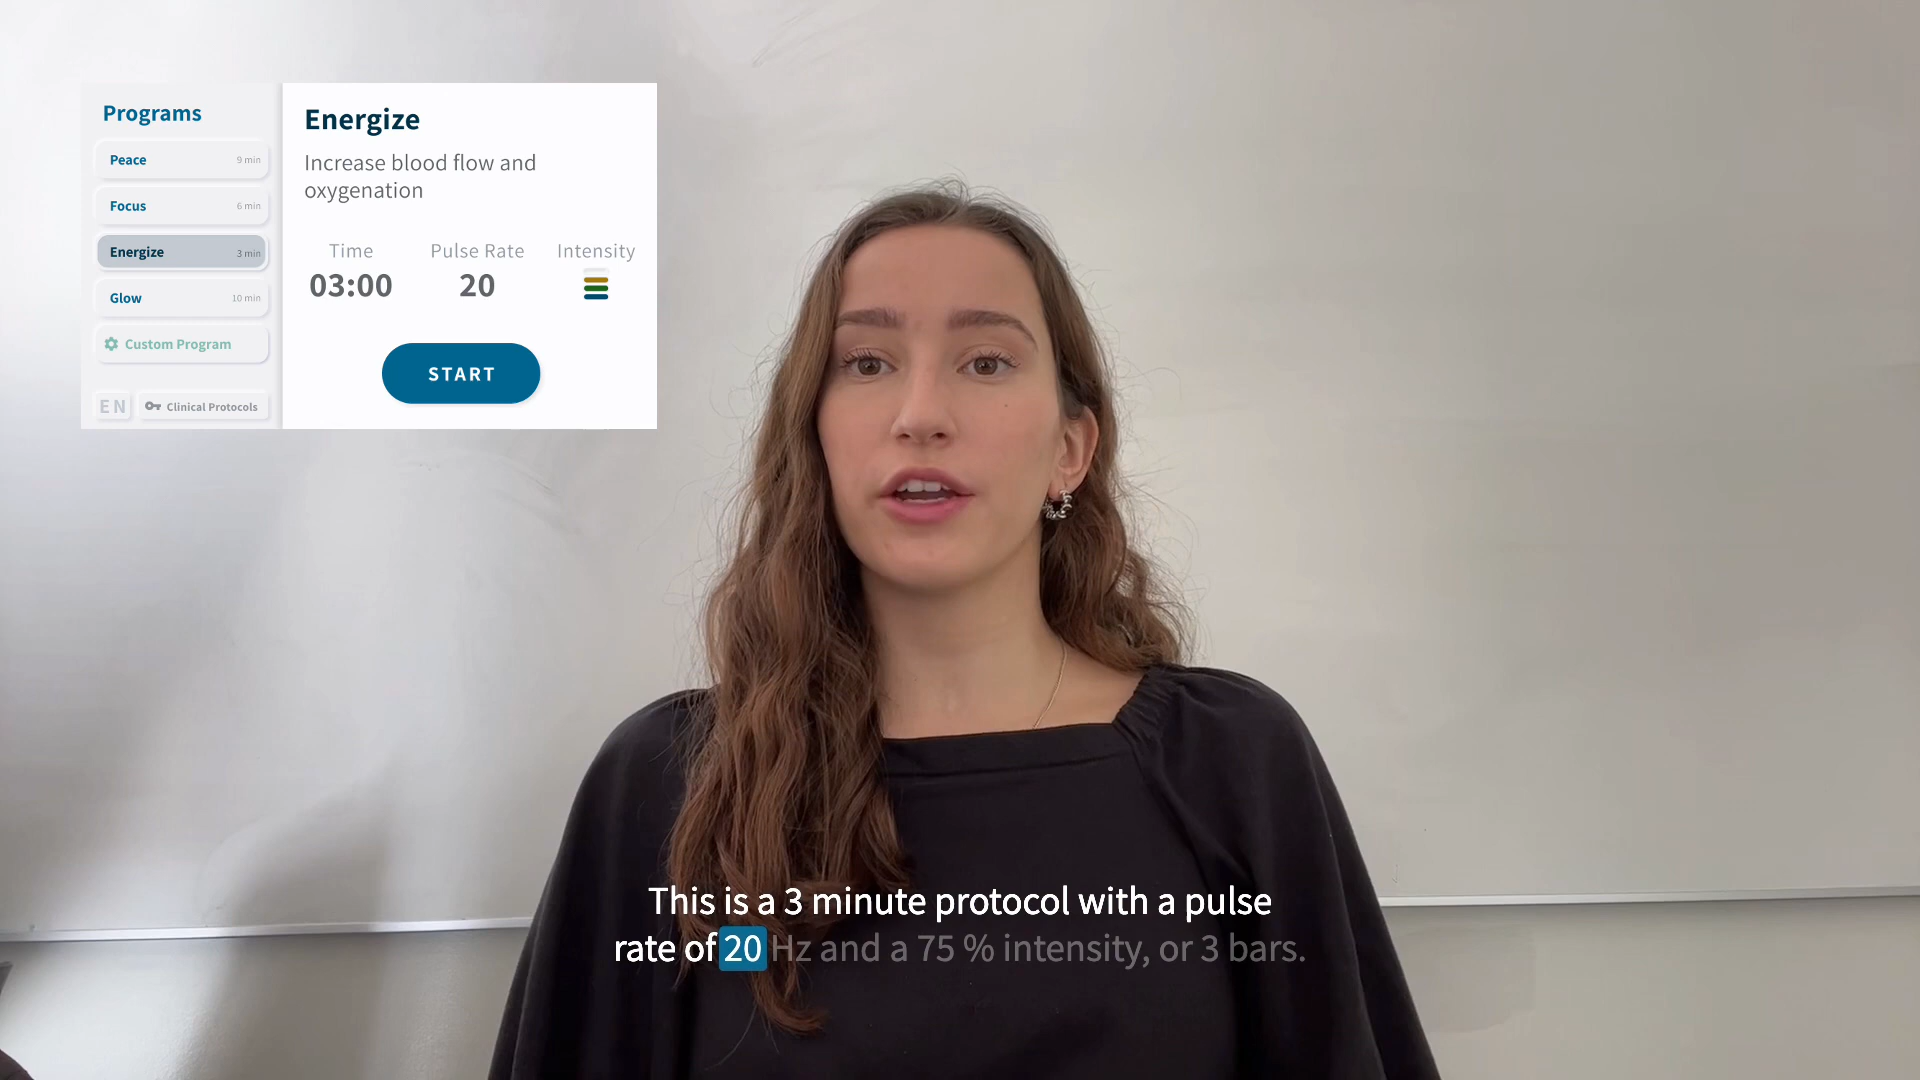 Programs
Peace 9 min
Focus 6 min
Energize 3 min
Glow 10 min
Custom Program
EN Clinical Protocols
Energize
Increase blood flow and
oxygenation
Time Pulse Rate Intensity
03:00 20
START
This is a 3 minute protocol with a pulse
rate of 20 Hz and a 75 % intensity, or 3 bars.